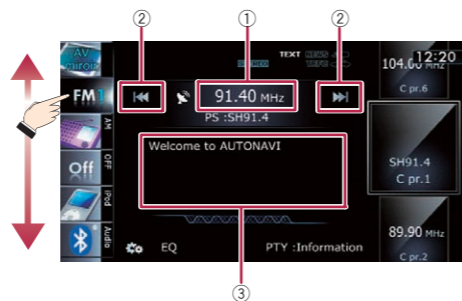 ② ① ②
AV
TEXT NEWS
12:20
104.00 MHz
C pr.6
FM1
91.40 MHz
PS :SH91.4
AM
Welcome to AUTONAVI
Off
OFF
SH91.4
C pr.1
iPod
Audio
EQ
PTY :Information
89.90 MHz
C pr.2
③